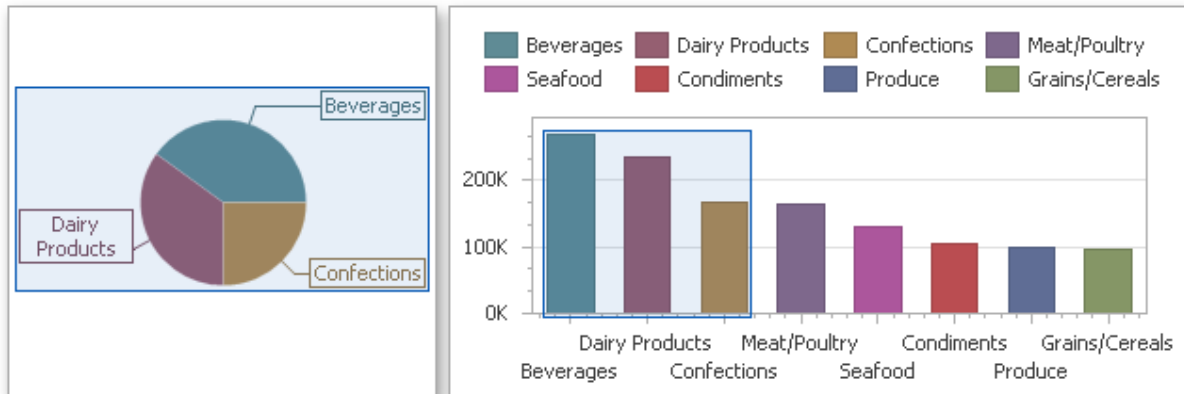 Beverages
Dairy
Products
Confections
Beverages Dairy Products Confections Meat/Poultry
Seafood Condiments Produce Grains/Cereals
200K
100K
0K
Dairy Products Meat/Poultry Condiments Grains/Cereals
Beverages Confections Seafood Produce